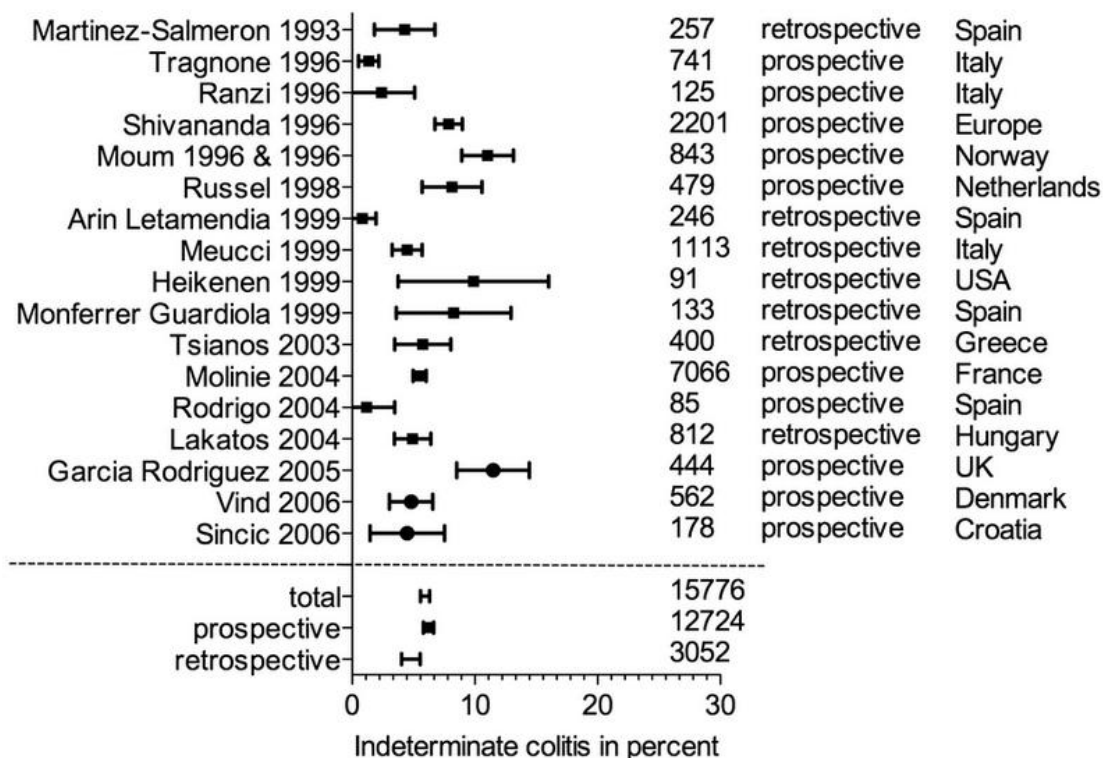 Martinez-Salmeron 1993 257 retrospective Spain
Tragnone 1996 741 prospective Italy
Ranzi 1996 125 prospective Italy
Shivananda 1996 2201 prospective Europe
Moum 1996 & 1996 843 prospective Norway
Russel 1998 479 prospective Netherlands
Arin Letamendia 1999 246 retrospective Spain
Meucci 1999 1113 retrospective Italy
Heikenen 1999 91 retrospective USA
Monferrer Guardiola 1999 133 retrospective Spain
Tsianos 2003 400 retrospective Greece
Molinie 2004 7066 prospective France
Rodrigo 2004 85 prospective Spain
Lakatos 2004 812 retrospective Hungary
Garcia Rodriguez 2005 444 prospective UK
Vind 2006 562 prospective Denmark
Sincic 2006 178 prospective Croatia
total 15776
prospective 12724
retrospective 3052
0 10 20 30
Indeterminate colitis in percent